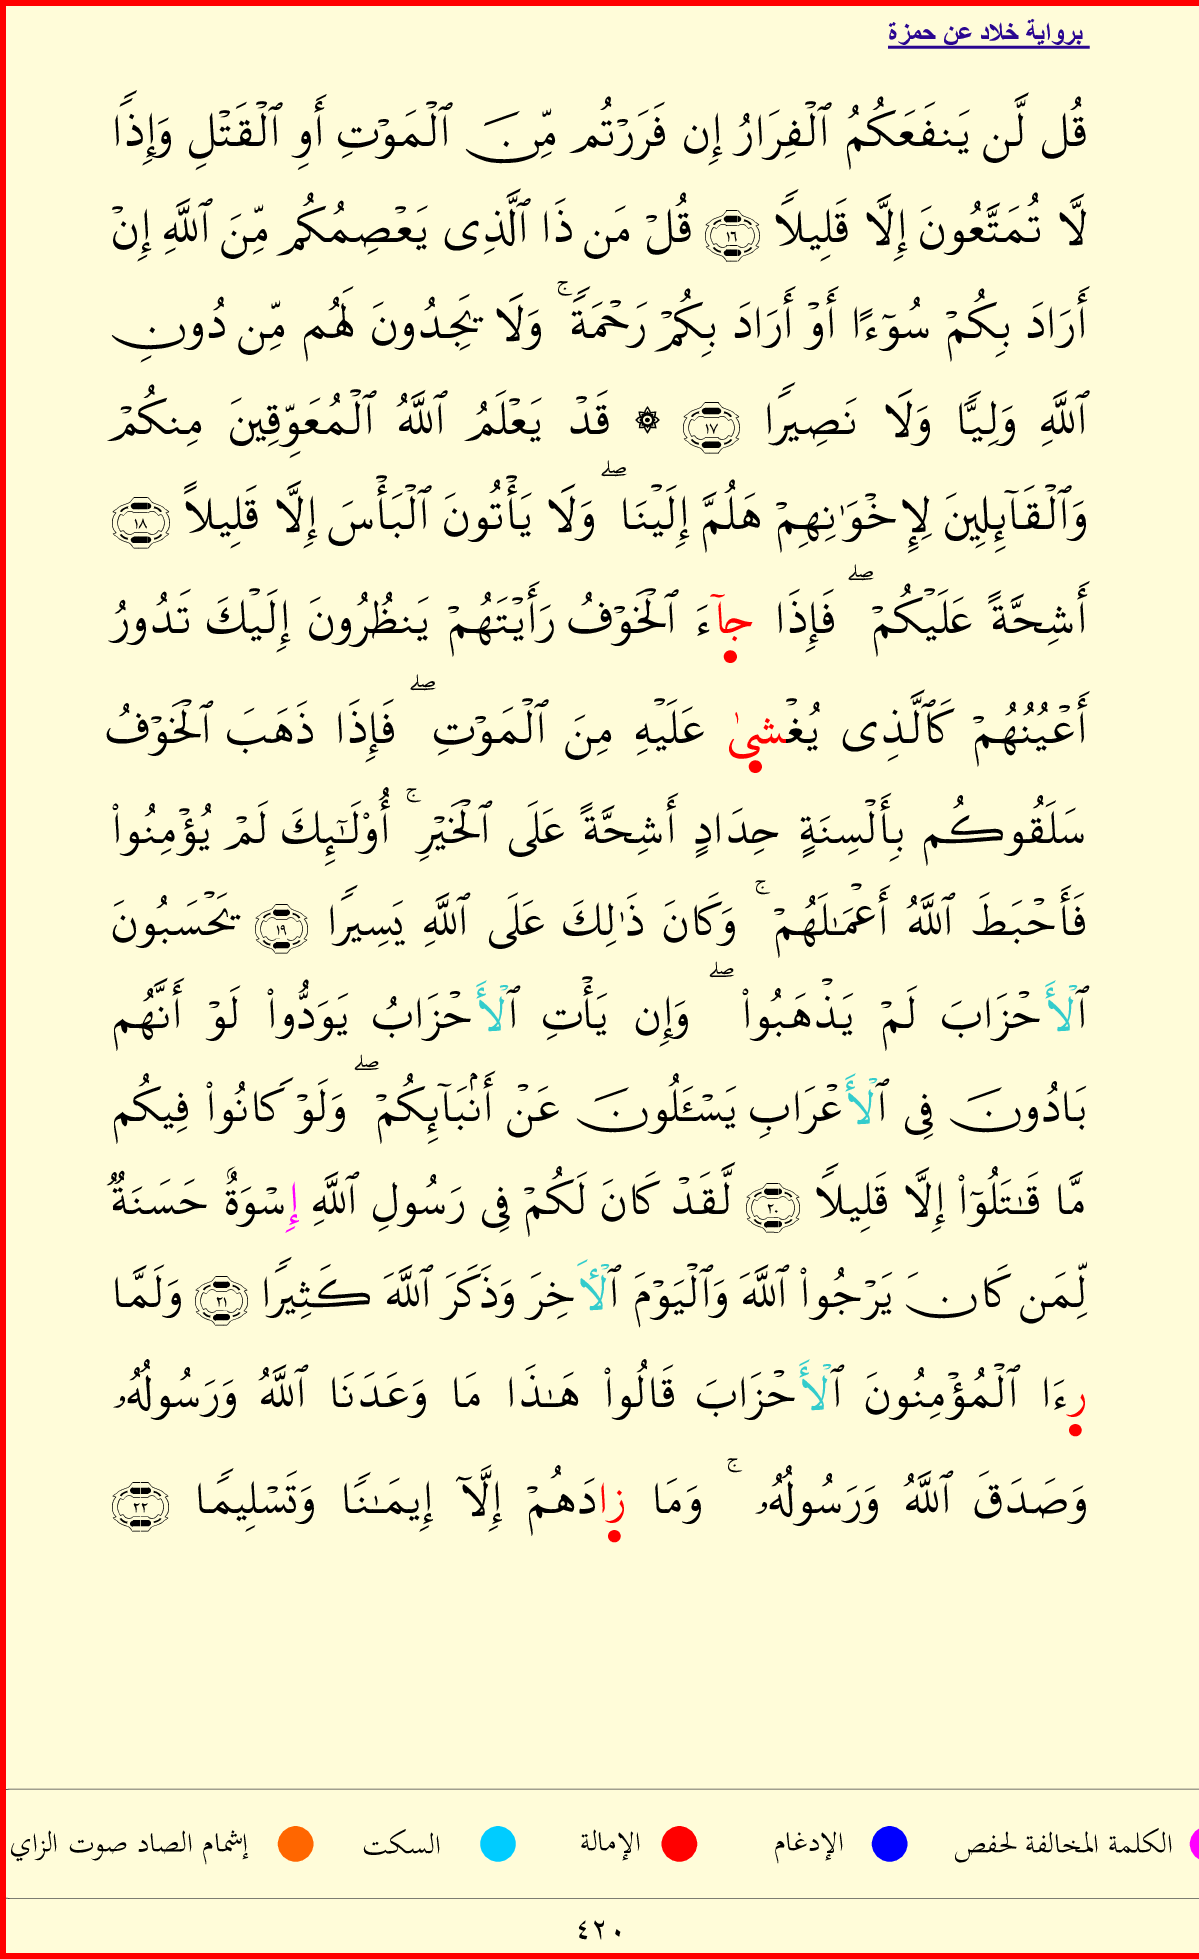 برواية خلاد عن حمزة
قُل لَّن يَنفَعَكُمُ ٱلْفِرَارُ إِن فَرَرْتُم مِّنَ ٱلْمَوْتِ أَوِ ٱلْقَتْلِ وَإِذًا
لَّا تُمَتَّعُونَ إِلَّا قَلِيلًا ١٦ قُلْ مَن ذَا ٱلَّذِى يَعْصِمُكُم مِّنَ ٱللَّهِ إِنْ
أَرَادَ بِكُمْ سُوٓءًا أَوْ أَرَادَ بِكُمْ رَحْمَةً ۚ وَلَا يَجِدُونَ لَهُم مِّن دُونِ
ٱللَّهِ وَلِيًّا وَلَا نَصِيرًا ١٧ ۞ قَدْ يَعْلَمُ ٱللَّهُ ٱلْمُعَوِّقِينَ مِنكُمْ
وَٱلْقَآئِلِينَ لِإِخْوَٰنِهِمْ هَلُمَّ إِلَيْنَا ۖ وَلَا يَأْتُونَ ٱلْبَأْسَ إِلَّا قَلِيلًا ١٨
أَشِحَّةً عَلَيْكُمْ ۖ فَإِذَا جآءَ ٱلْخَوْفُ رَأَيْتَهُمْ يَنظُرُونَ إِلَيْكَ تَدُورُ
أَعْيُنُهُمْ كَٱلَّذِى يُغْشىٰ عَلَيْهِ مِنَ ٱلْمَوْتِ ۖ فَإِذَا ذَهَبَ ٱلْخَوْفُ
سَلَقُوكُم بِأَلْسِنَةٍ حِدَادٍ أَشِحَّةً عَلَى ٱلْخَيْرِ ۚ أُوْلَـٰٓئِكَ لَمْ يُؤْمِنُوا۟
فَأَحْبَطَ ٱللَّهُ أَعْمَـٰلَهُمْ ۚ وَكَانَ ذَٰلِكَ عَلَى ٱللَّهِ يَسِيرًا ١٩ يَحْسَبُونَ
ٱلْأَحْزَابَ لَمْ يَذْهَبُوا۟ ۖ وَإِن يَأْتِ ٱلْأَحْزَابُ يَوَدُّوا۟ لَوْ أَنَّهُم
بَادُونَ فِى ٱلْأَعْرَابِ يَسْـَٔلُونَ عَنْ أَنۢبَآئِكُمْ ۖ وَلَوْ كَانُوا۟ فِيكُم
مَّا قَـٰتَلُوٓا۟ إِلَّا قَلِيلًا ٢٠ لَّقَدْ كَانَ لَكُمْ فِى رَسُولِ ٱللَّهِ إِسْوَةٌ حَسَنَةٌ
لِّمَن كَانَ يَرْجُوا۟ ٱللَّهَ وَٱلْيَوْمَ ٱلْأَخِرَ وَذَكَرَ ٱللَّهَ كَثِيرًا ٢١ وَلَمَّا
رِءَا ٱلْمُؤْمِنُونَ ٱلْأَحْزَابَ قَالُوا۟ هَـٰذَا مَا وَعَدَنَا ٱللَّهُ وَرَسُولُهُۥ
وَصَدَقَ ٱللَّهُ وَرَسُولُهُۥ ۚ وَمَا زادَهُمْ إِلَّآ إِيمَـٰنًا وَتَسْلِيمًا ٢٢
الكلمة المخالفة لحفص الإدغام الإمالة السكت إشمام الصاد صوت الزاي
٤٢٠